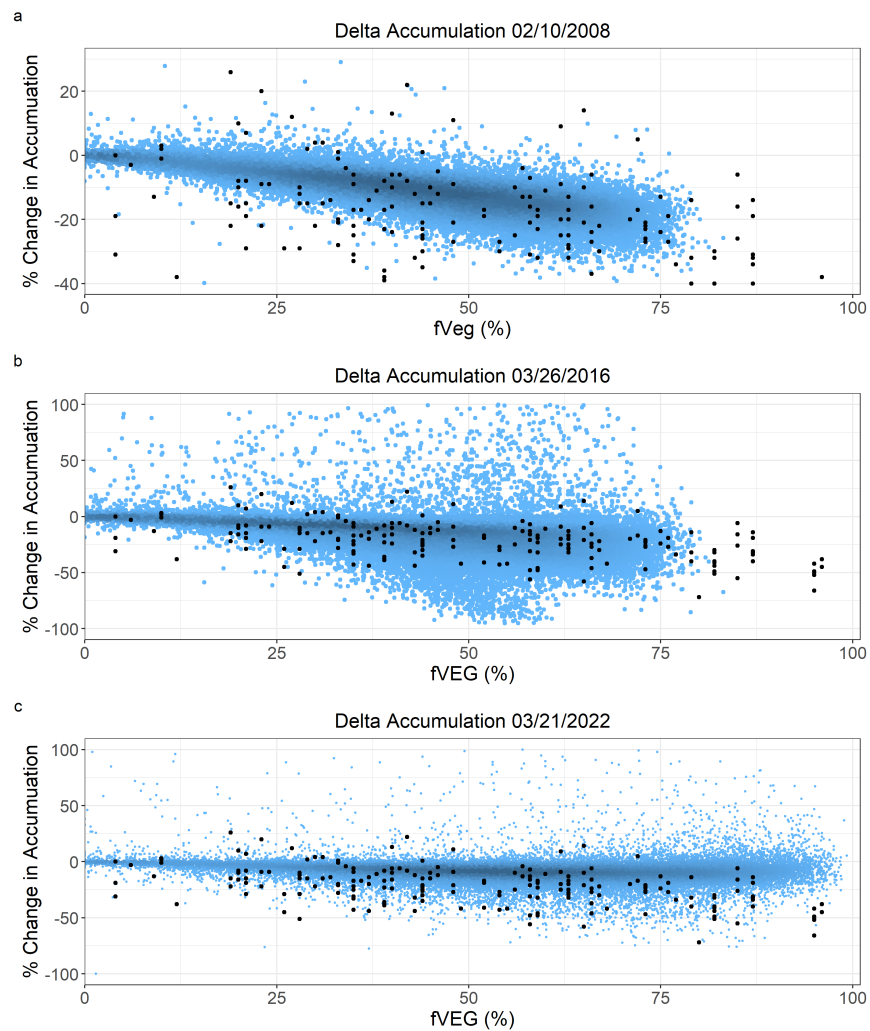 a
Delta Accumulation 02/10/2008
% Change in Accumuation
20
0
-20
-40
0 25 50 75 100
fVeg (%)
b
Delta Accumulation 03/26/2016
% Change in Accumuation
100
50
0
-50
-100
0 25 50 75 100
fVEG (%)
c
Delta Accumulation 03/21/2022
% Change in Accumuation
100
50
0
-50
-100
0 25 50 75 100
fVEG (%)